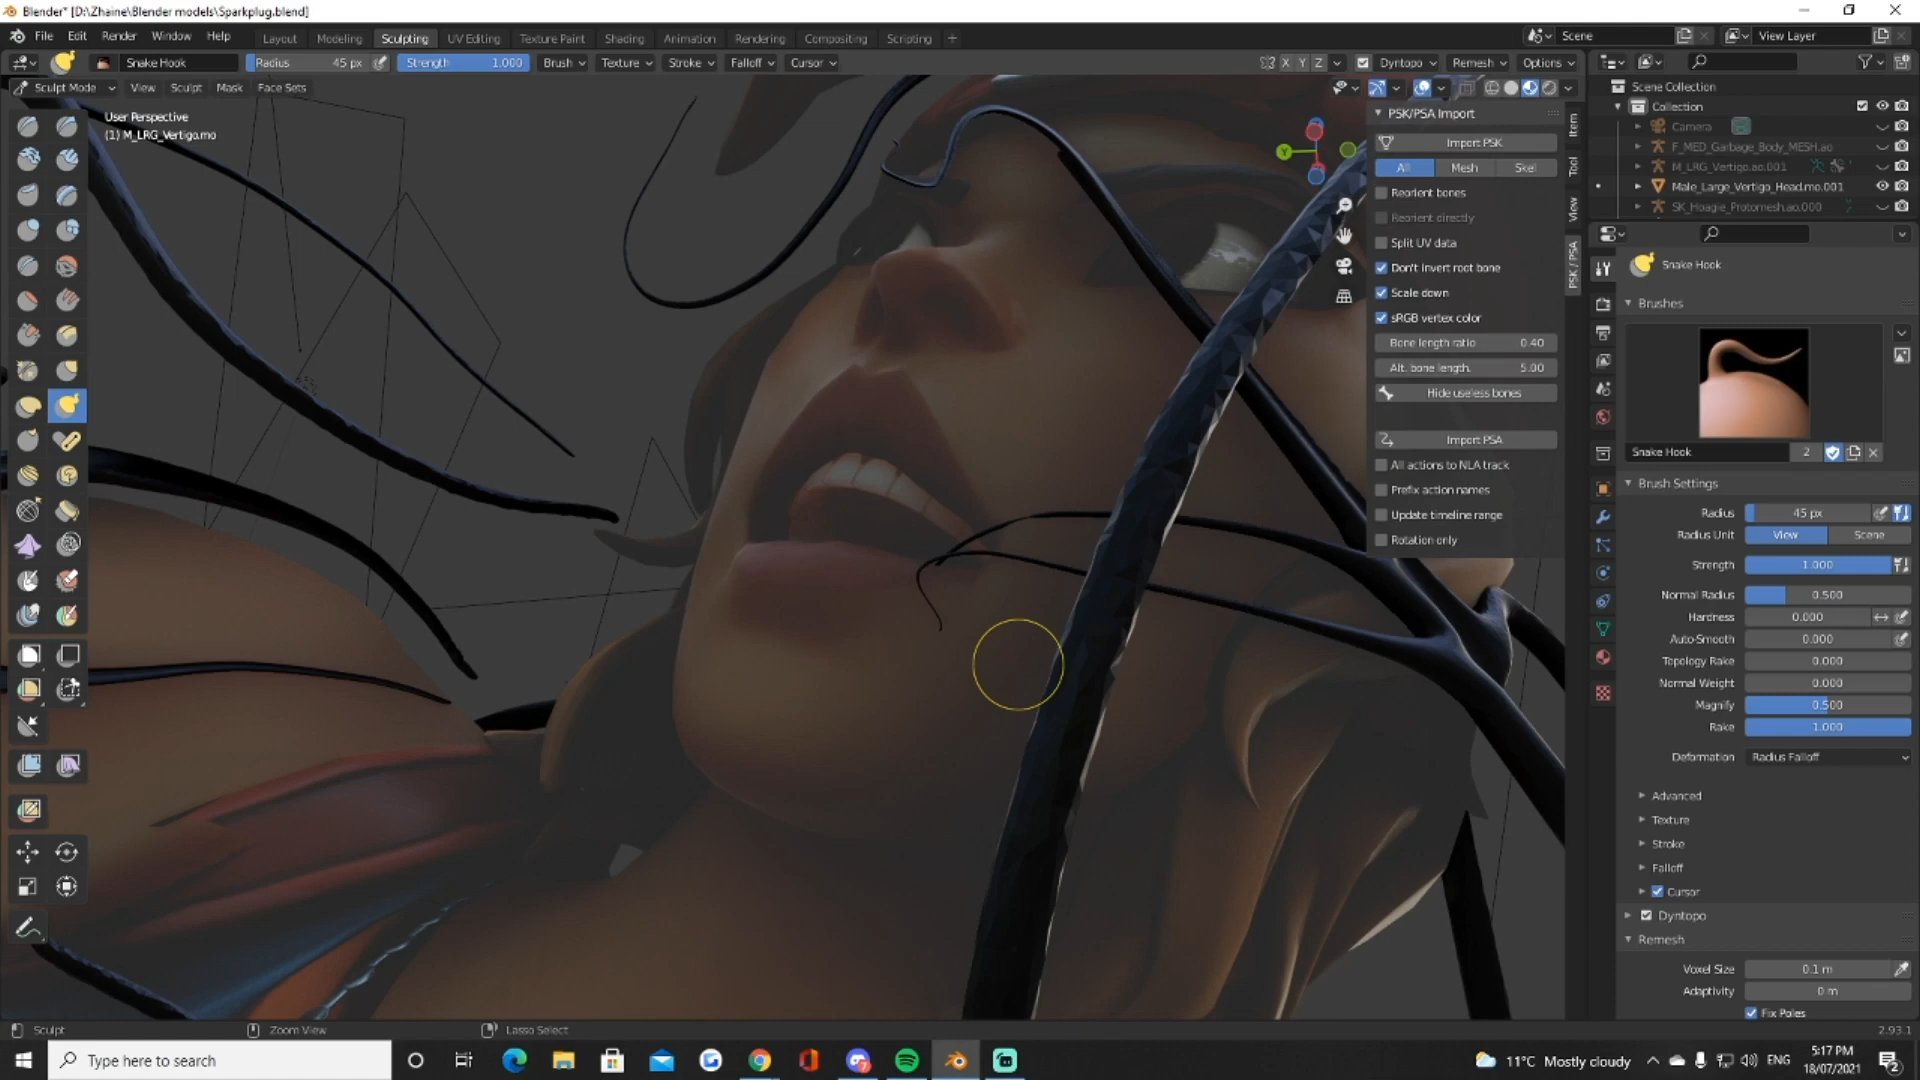 Blender* [D:\Zhaine\Blender models\Sparkplug.blend]
File Edit Render Window Help Layout Modeling Sculpting UV Editing Texture Paint Shading Animation Rendering Compositing Scripting + Scene View Layer
Snake Hook Radius 45 px Strength 1.000 Brush Texture Stroke Falloff Cursor X Y Z Dyntopo Remesh Options
Sculpt Mode View Sculpt Mask Face Sets
User Perspective
(1) M_LRG_Vertigo.mo
PSK/PSA Import
Import PSK
All Mesh Skel
Reorient bones
Reorient directly
Split UV data
Don't invert root bone
Scale down
sRGB vertex color
Bone length ratio 0.40
Alt. bone length. 5.00
Hide useless bones
Import PSA
All actions to NLA track
Prefix action names
Update timeline range
Rotation only
Item
Tool
View
PSK / PSA
Y
Scene Collection
Collection
Camera
F_MED_Garbage_Body_MESH.ao
M_LRG_Vertigo.ao.001
Male_Large_Vertigo_Head.mo.001
SK_Hoagie_Protomesh.ao.000
Snake Hook
Brushes
Snake Hook 2
Brush Settings
Radius 45 px
Radius Unit View Scene
Strength 1.000
Normal Radius 0.500
Hardness 0.000
Auto-Smooth 0.000
Topology Rake 0.000
Normal Weight 0.000
Magnify 0.500
Rake 1.000
Deformation Radius Falloff
Advanced
Texture
Stroke
Falloff
Cursor
Dyntopo
Remesh
Voxel Size 0.1 m
Adaptivity 0 m
Fix Poles
Sculpt Zoom View Lasso Select 2.93.1
Type here to search
11°C Mostly cloudy ENG 5:17 PM
18/07/2021 2